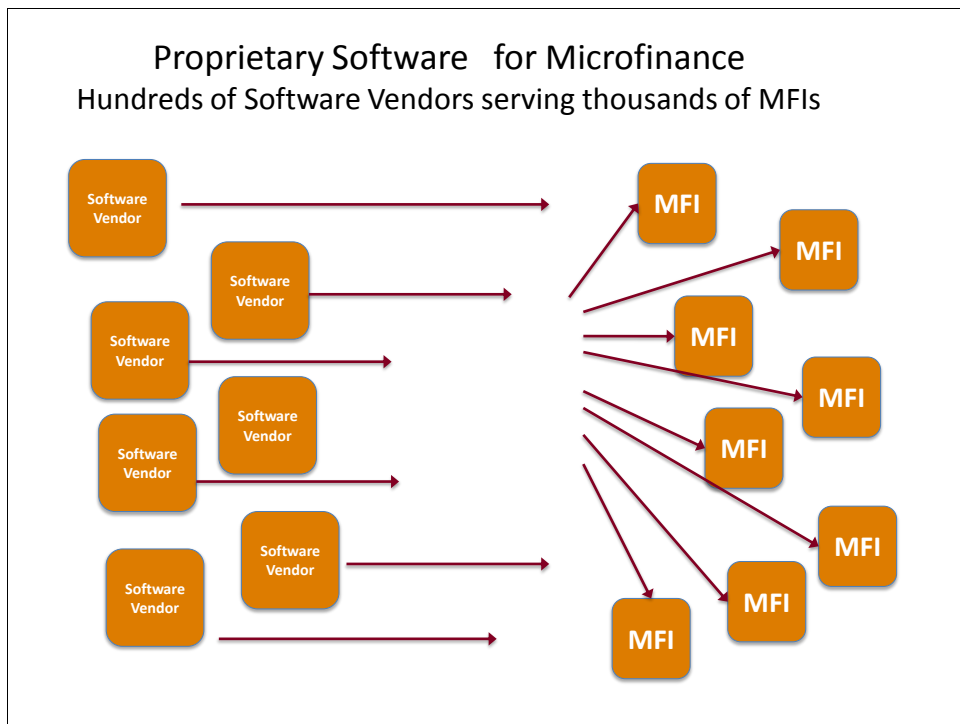 Proprietary Software   for Microfinance
Hundreds of Software Vendors serving thousands of MFIs
Software
Vendor
MFI
MFI
Software
Vendor
MFI
Software
Vendor
MFI
Software
Vendor
MFI
Software
Vendor
MFI
Software
Vendor
MFI
Software
Vendor
MFI